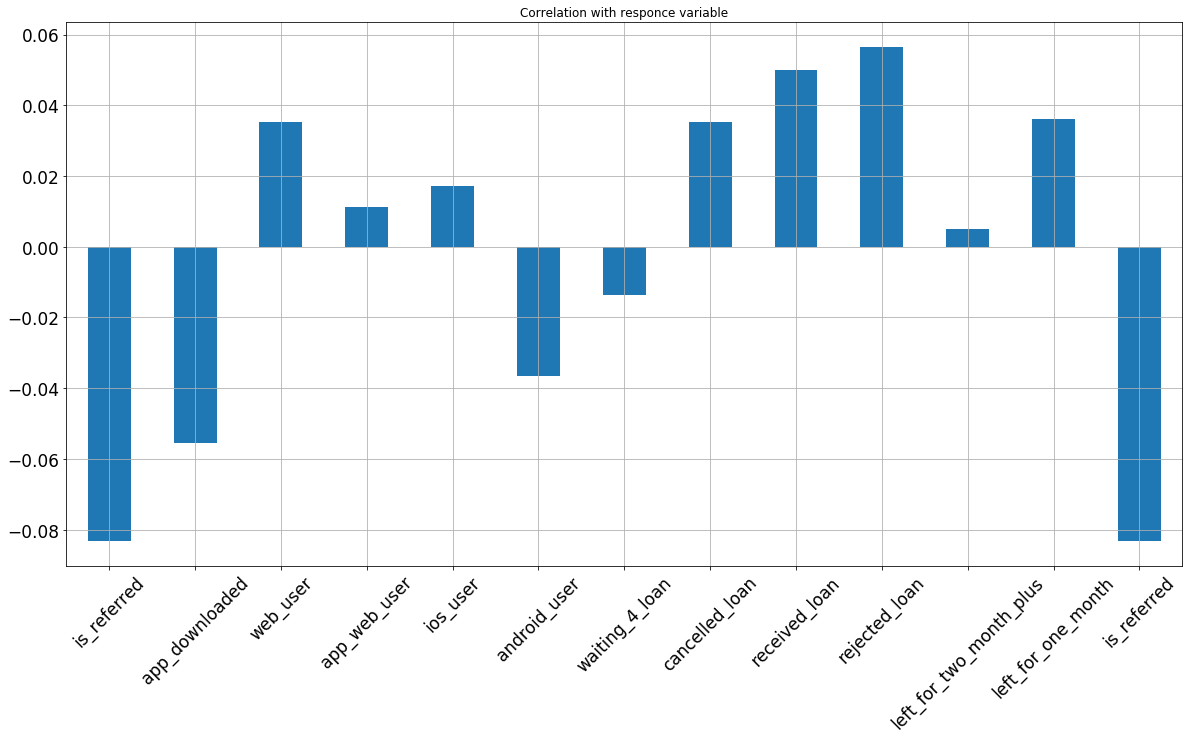 Correlation with responce variable
0.06
0.04
0.02
0.00
−0.02
−0.04
−0.06
−0.08
is_referred
app_downloaded
web_user
app_web_user
ios_user
android_user
waiting_4_loan
cancelled_loan
received_loan
rejected_loan
left_for_two_month_plus
left_for_one_month
is_referred